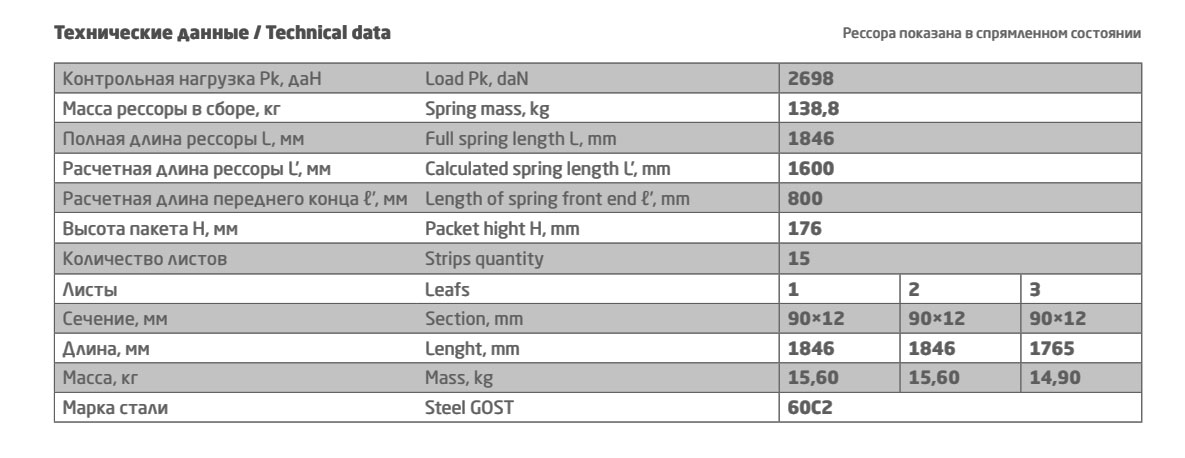 Технические данные / Technical data
Рессора показана в спрямленном состоянии
Контрольная нагрузка Pk, даН Load Pk, daN 2698
Масса рессоры в сборе, кг Spring mass, kg 138,8
Полная длина рессоры L, мм Full spring length L, mm 1846
Расчетная длина рессоры L', мм Calculated spring length L', mm 1600
Расчетная длина переднего конца ℓ', мм Length of spring front end ℓ', mm 800
Высота пакета H, мм Packet hight H, mm 176
Количество листов Strips quantity 15
Листы Leafs 1 2 3
Сечение, мм Section, mm 90×12 90×12 90×12
Длина, мм Lenght, mm 1846 1846 1765
Масса, кг Mass, kg 15,60 15,60 14,90
Марка стали Steel GOST 60С2